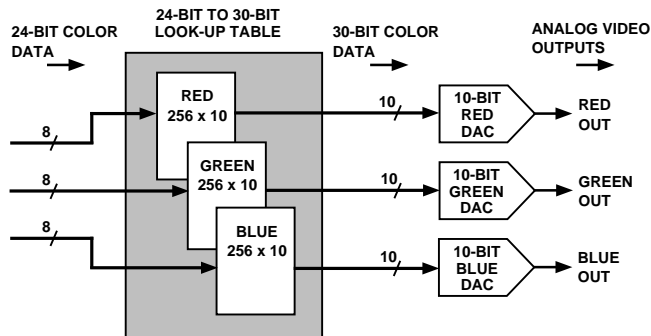 24-BIT COLOR
DATA
24-BIT TO 30-BIT
LOOK-UP TABLE
30-BIT COLOR
DATA
ANALOG VIDEO
OUTPUTS
8
RED
256 x 10
10
10-BIT
RED
DAC
RED
OUT
8
GREEN
256 x 10
10
10-BIT
GREEN
DAC
GREEN
OUT
8
BLUE
256 x 10
10
10-BIT
BLUE
DAC
BLUE
OUT